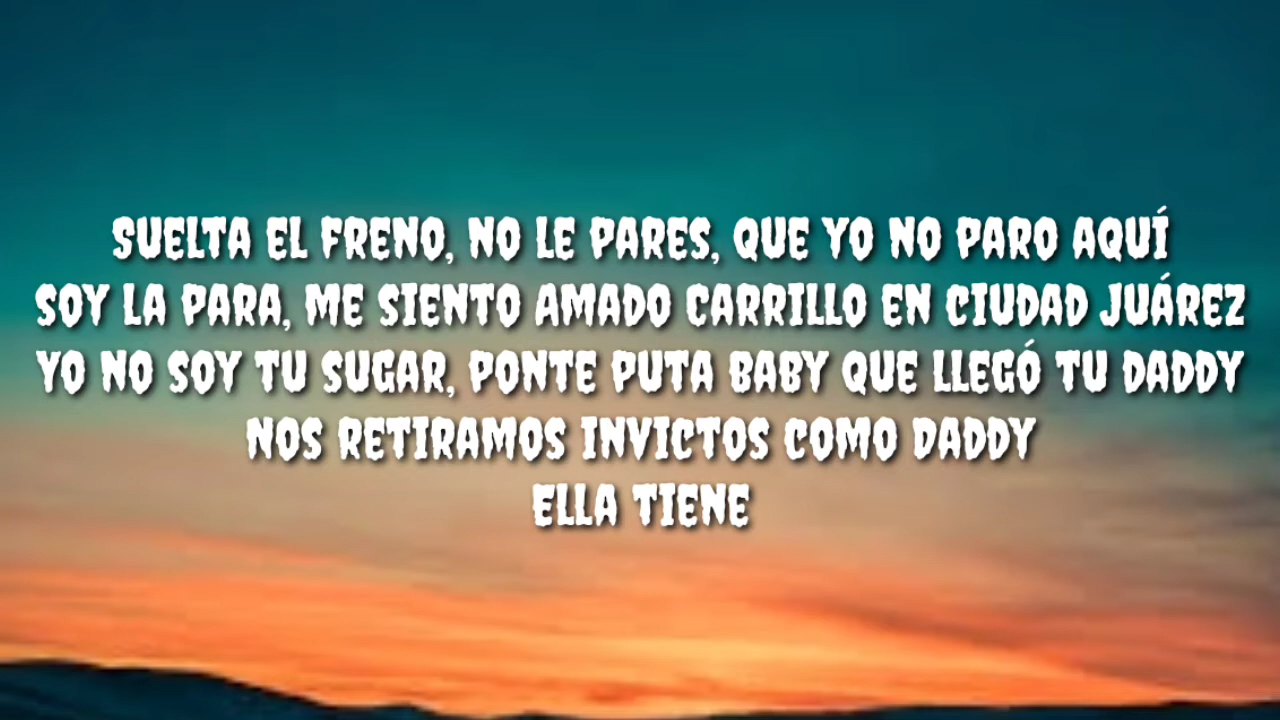 SUELTA EL FRENO, NO LE PARES, QUE YO NO PARO AQUÍ
SOY LA PARA, ME SIENTO AMADO CARRILLO EN CIUDAD JUÁREZ
YO NO SOY TU SUGAR, PONTE PUTA BABY QUE LLEGÓ TU DADDY
NOS RETIRAMOS INVICTOS COMO DADDY
ELLA TIENE